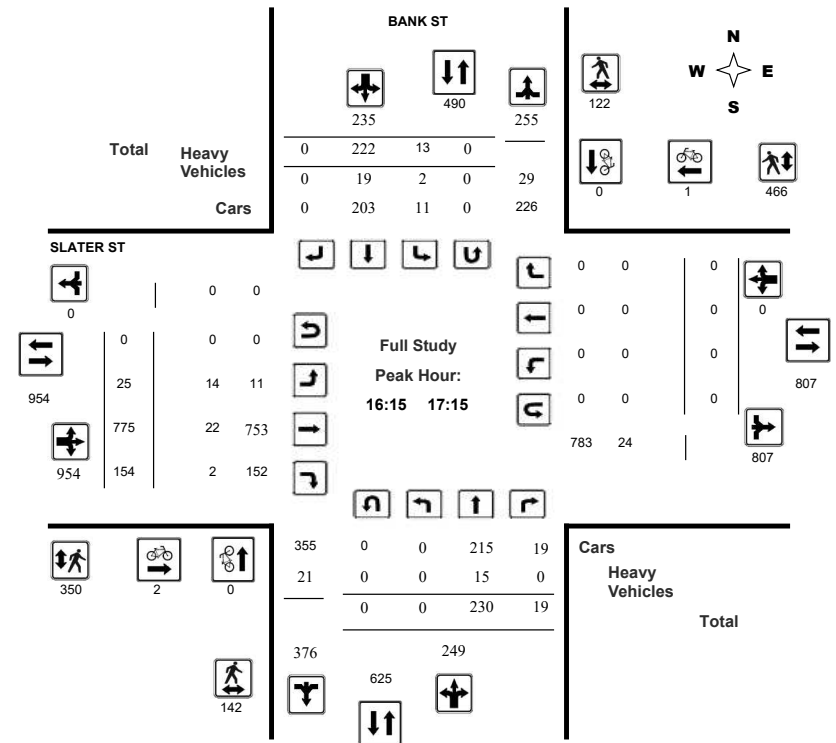 BANK ST
N
W E
S
490
122
235 255
Total Heavy Vehicles
0 222 13 0
0 19 2 0 29
Cars 0 203 11 0 226
0 1 466
SLATER ST
0 0 0
0 0 0
954
25 14 11
775 22 753
954
154 2 152
Full Study
Peak Hour:
16:15 17:15
0 0 0
0 0 0 0
0 0 0
807
0 0 0
783 24
807
355 0 0 215 19
21 0 0 15 0
0 0 230 19
376 249
625
Cars
Heavy
Vehicles
Total
350 2 0
142